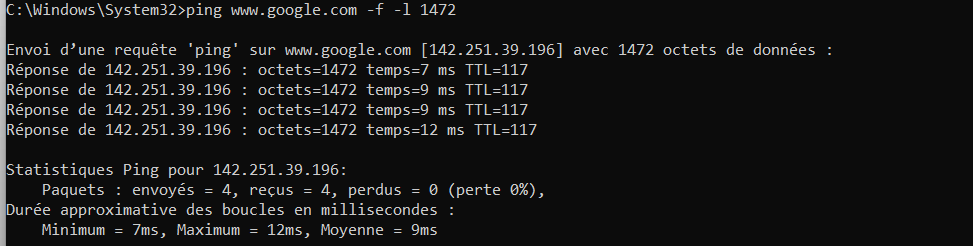 C:\Windows\System32>ping www.google.com -f -l 1472
Envoi d’une requête 'ping' sur www.google.com [142.251.39.196] avec 1472 octets de données :
Réponse de 142.251.39.196 : octets=1472 temps=7 ms TTL=117
Réponse de 142.251.39.196 : octets=1472 temps=9 ms TTL=117
Réponse de 142.251.39.196 : octets=1472 temps=9 ms TTL=117
Réponse de 142.251.39.196 : octets=1472 temps=12 ms TTL=117
Statistiques Ping pour 142.251.39.196:
    Paquets : envoyés = 4, reçus = 4, perdus = 0 (perte 0%),
Durée approximative des boucles en millisecondes :
    Minimum = 7ms, Maximum = 12ms, Moyenne = 9ms